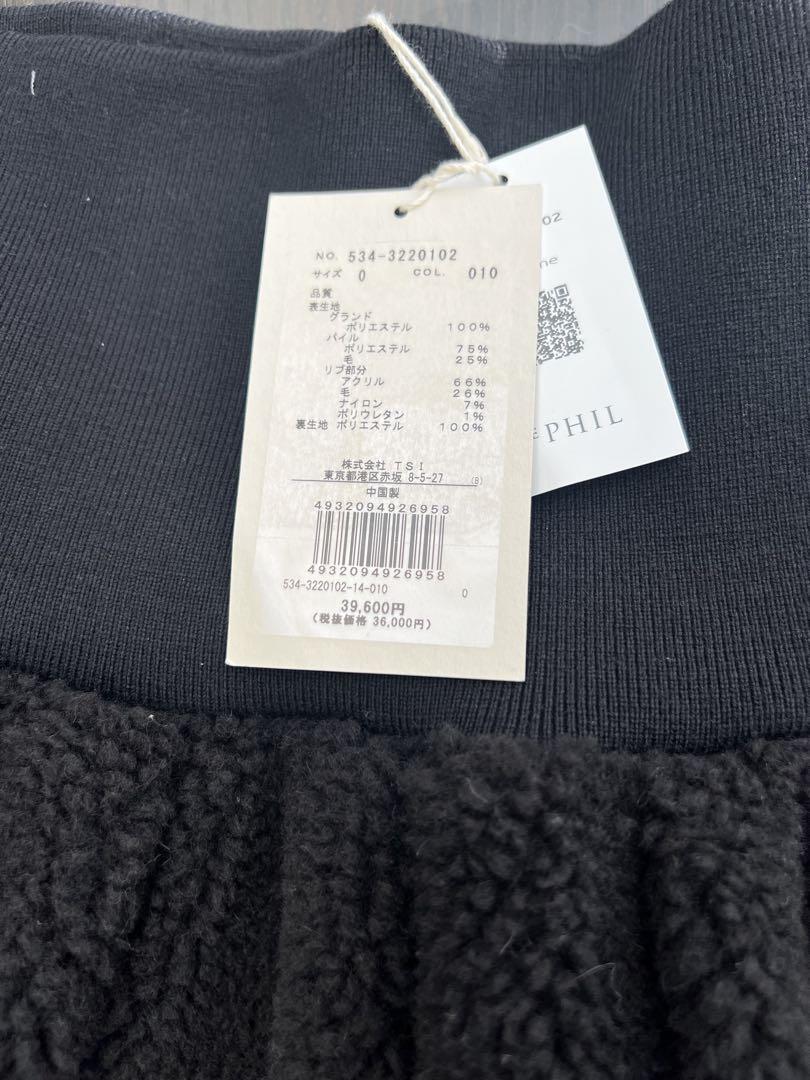 NO. 534-3220102
サイズ 0 COL. 010
品質
表生地
グランド
ポリエステル 100%
パイル
ポリエステル 75%
毛 25%
リブ部分
アクリル 66%
毛 26%
ナイロン 7%
ポリウレタン 1%
裏生地 ポリエステル 100%
株式会社 TSI
東京都港区赤坂 8-5-27 (B)
中国製
4932094926958
4932094926958
534-3220102-14-010 0
39,600円
(税抜価格 36,000円)
02
ne
E PHIL